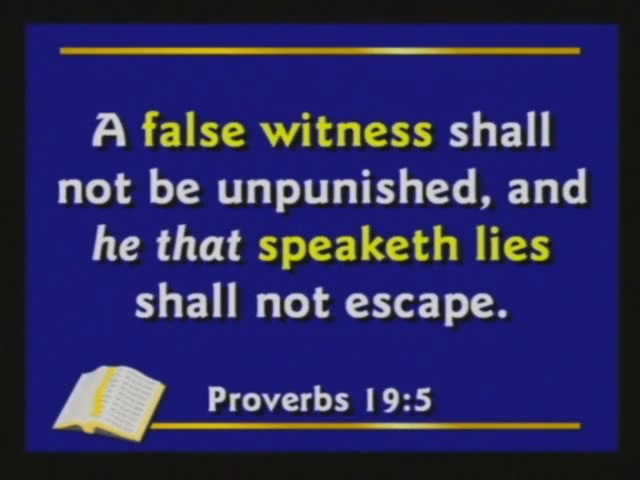 A false witness shall
not be unpunished, and
he that speaketh lies
shall not escape.
Proverbs 19:5